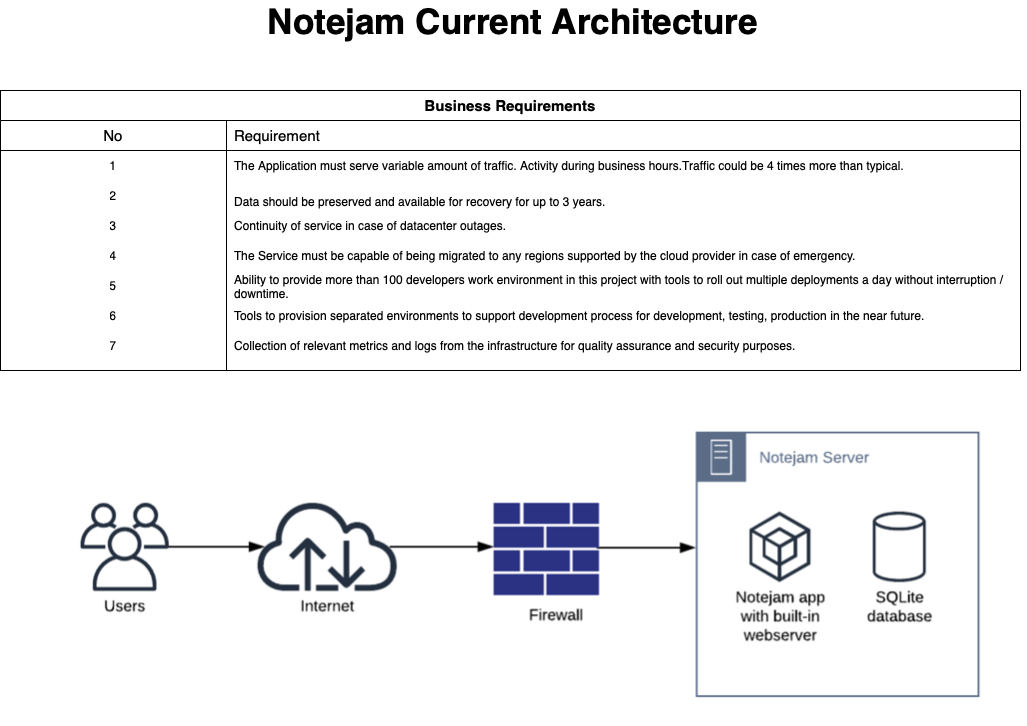 Notejam Current Architecture
Business Requirements
No
Requirement
1
The Application must serve variable amount of traffic. Activity during business hours.Traffic could be 4 times more than typical.
2
Data should be preserved and available for recovery for up to 3 years.
3
Continuity of service in case of datacenter outages.
4
The Service must be capable of being migrated to any regions supported by the cloud provider in case of emergency.
5
Ability to provide more than 100 developers work environment in this project with tools to roll out multiple deployments a day without interruption /
downtime.
6
Tools to provision separated environments to support development process for development, testing, production in the near future.
7
Collection of relevant metrics and logs from the infrastructure for quality assurance and security purposes.
Notejam Server
Users
Internet
Firewall
Notejam app
with built-in
webserver
SQLite
database